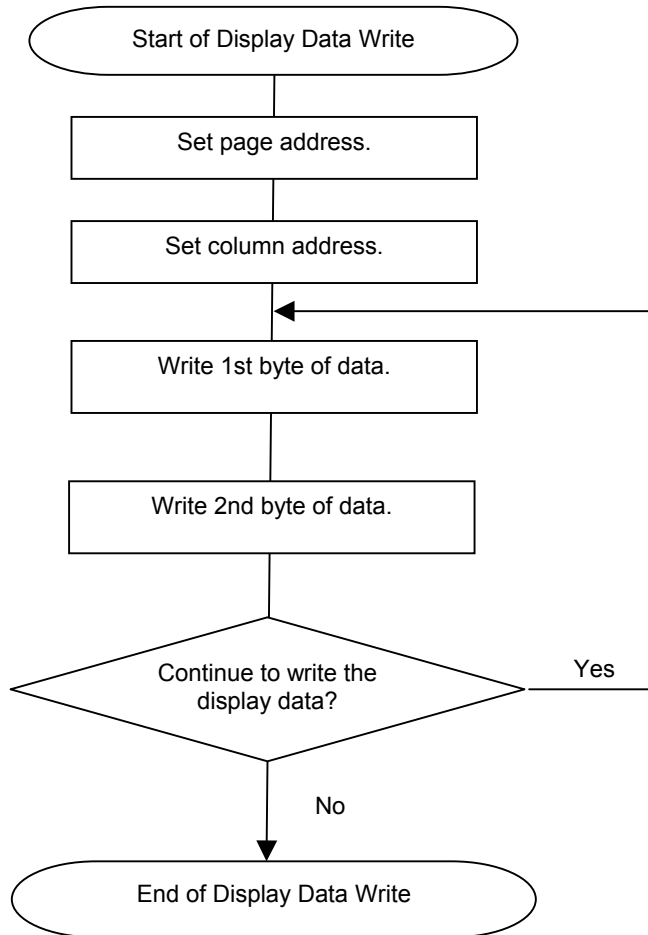 Start of Display Data Write
Set page address.
Set column address.
Write 1st byte of data.
Write 2nd byte of data.
Continue to write the
display data?
Yes
No
End of Display Data Write